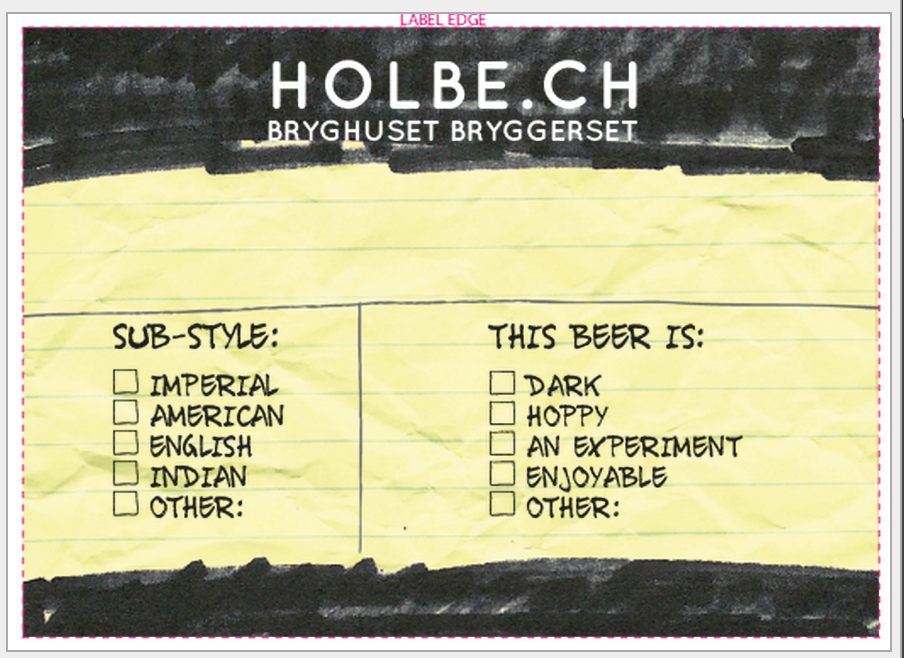 LABEL EDGE
HOLBE.CH
BRYGHUSET BRYGGERSET
SUB-STYLE:
IMPERIAL
AMERICAN
ENGLISH
INDIAN
OTHER:
THIS BEER IS:
DARK
HOPPY
AN EXPERIMENT
ENJOYABLE
OTHER: